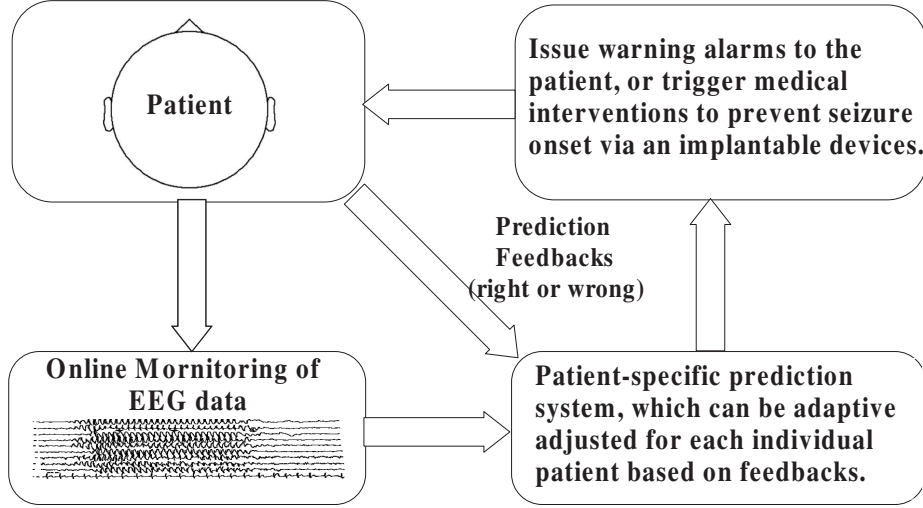 Patient
Issue warning alarms to the
patient, or trigger medical
interventions to prevent seizure
onset via an implantable devices.
Prediction
Feedbacks
(right or wrong)
Online Mornitoring of
EEG data
Patient-specific prediction
system, which can be adaptive
adjusted for each individual
patient based on feedbacks.